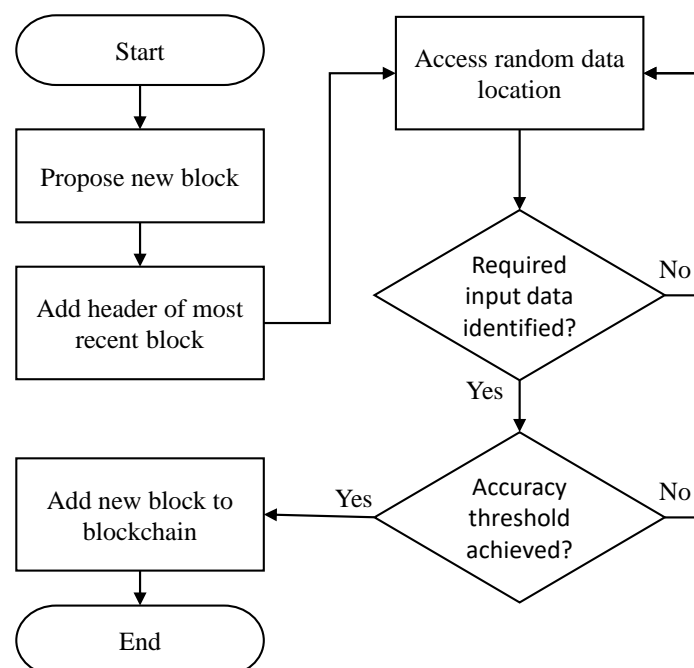 Start
Propose new block
Add header of most
recent block
Access random data
location
Required
input data
identified?
No
Yes
Accuracy
threshold
achieved?
No
Yes
Add new block to
blockchain
End